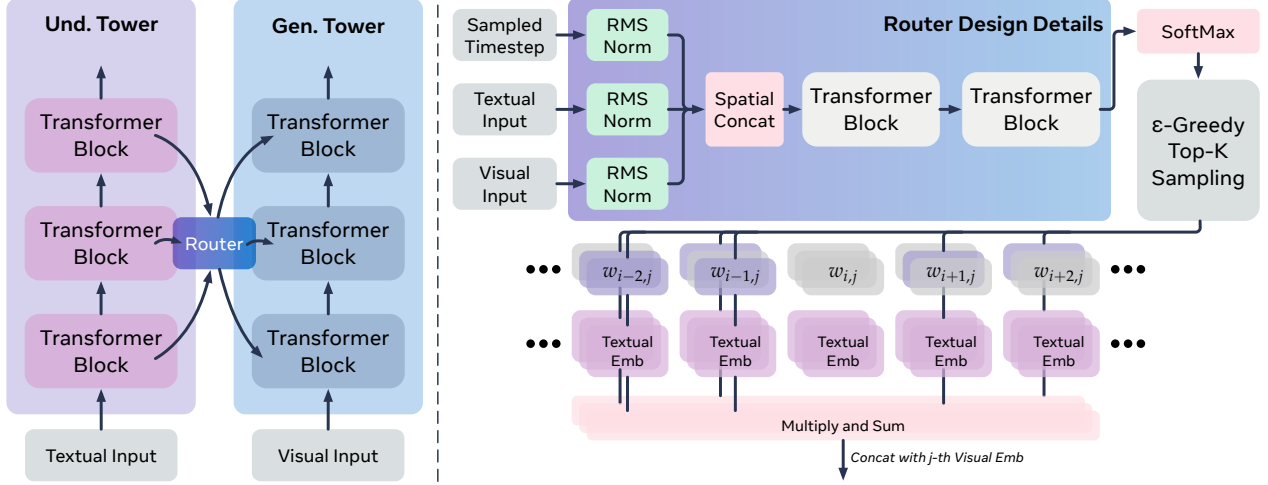 Und. Tower
Gen. Tower
Transformer
Block
Transformer
Block
Transformer
Block
Transformer
Block
Router
Transformer
Block
Transformer
Block
Transformer
Block
Textual Input
Visual Input
Router Design Details
Sampled
Timestep
RMS
Norm
Textual
Input
RMS
Norm
Visual
Input
RMS
Norm
Spatial
Concat
Transformer
Block
Transformer
Block
SoftMax
ε-Greedy
Top-K
Sampling
•••
w_{i−2,j}
w_{i−1,j}
w_{i,j}
w_{i+1,j}
w_{i+2,j}
•••
•••
Textual
Emb
Textual
Emb
Textual
Emb
Textual
Emb
Textual
Emb
•••
Multiply and Sum
Concat with j-th Visual Emb